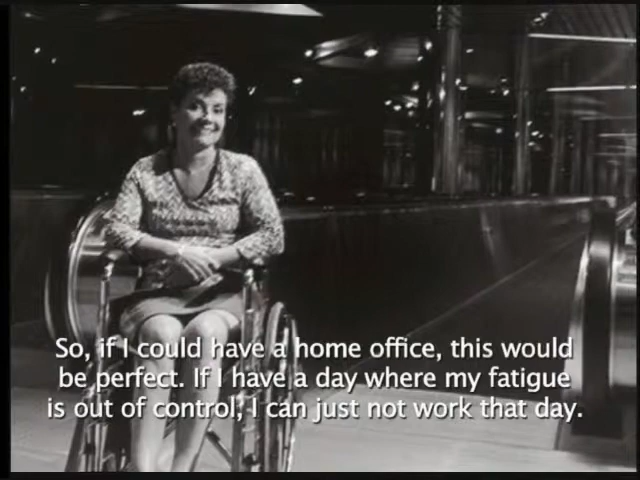 So, if I could have a home office, this would
be perfect. If I have a day where my fatigue
is out of control, I can just not work that day.